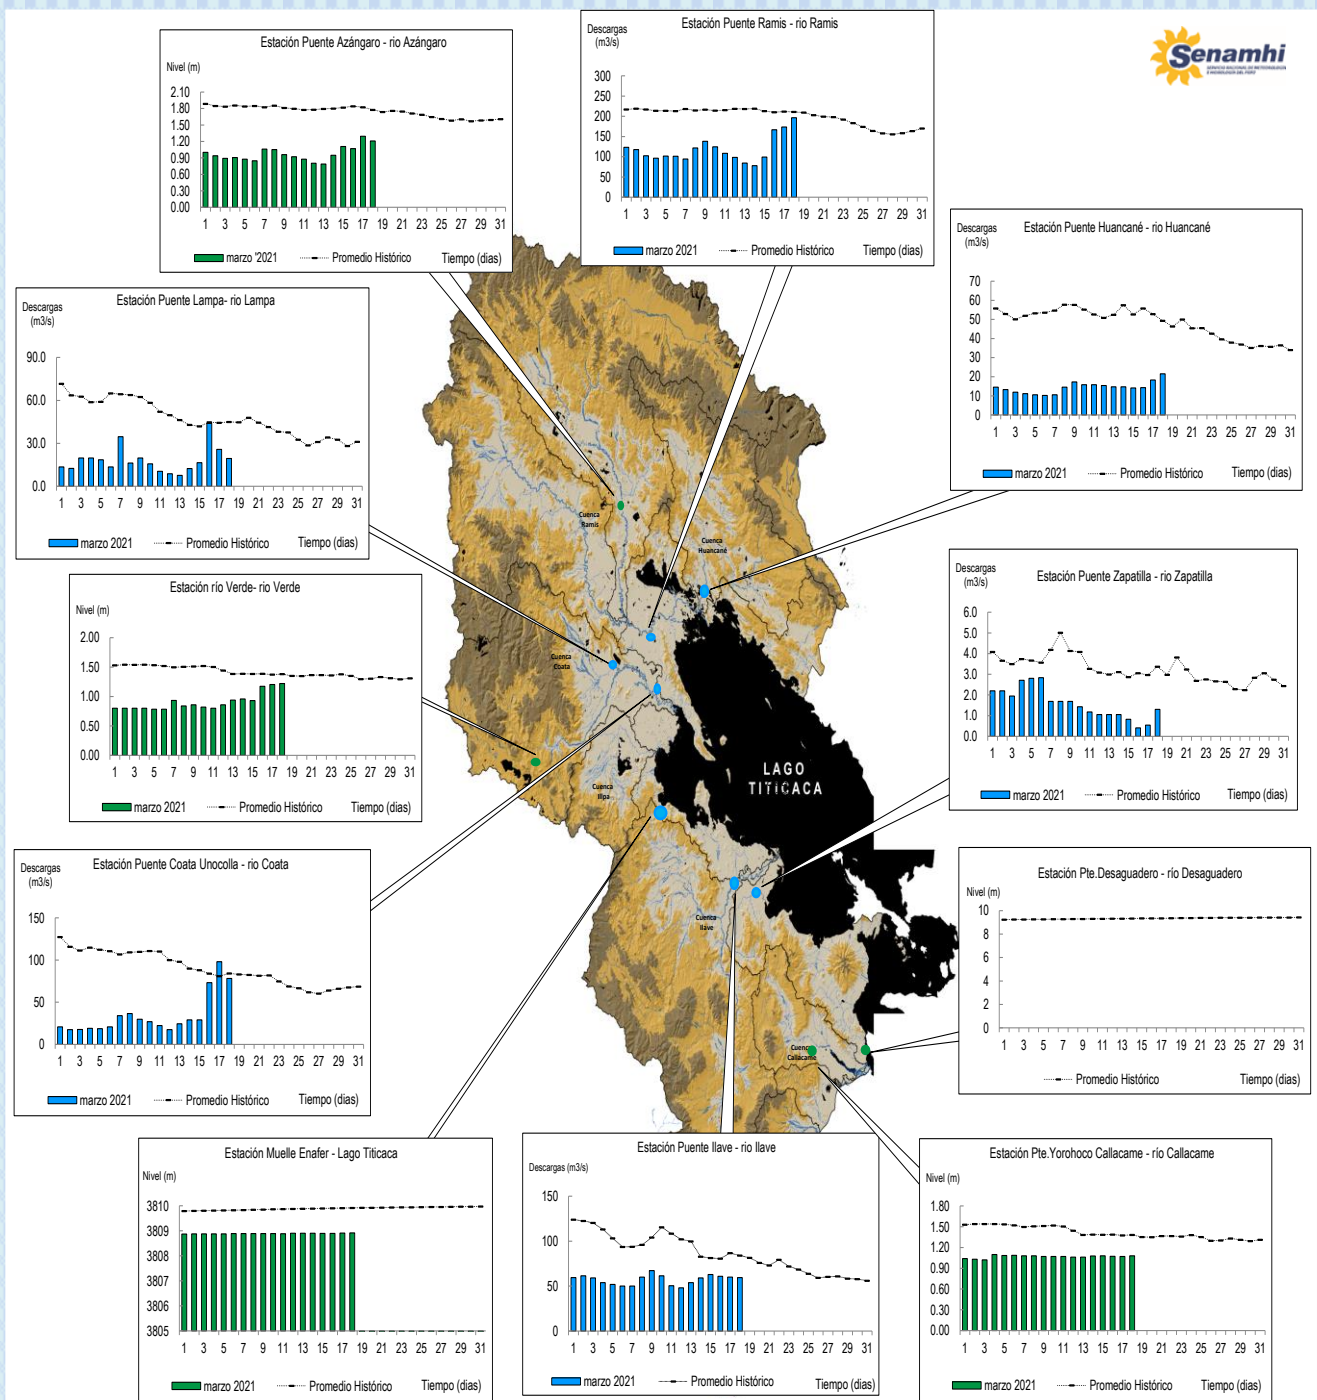 Senamhi
SERVICIO NACIONAL DE METEOROLOGÍA
E HIDROLOGÍA DEL PERÚ
Estación Puente Azángaro - rio Azángaro
Nivel (m)
2.10
1.80
1.50
1.20
0.90
0.60
0.30
0.00
1 3 5 7 9 11 13 15 17 19 21 23 25 27 29 31
marzo '2021 Promedio Histórico Tiempo (dias)
Estación Puente Ramis - rio Ramis
Descargas
(m3/s)
300
250
200
150
100
50
0
1 3 5 7 9 11 13 15 17 19 21 23 25 27 29 31
marzo 2021 Promedio Histórico Tiempo (dias)
Estación Puente Huancané - rio Huancané
Descargas
(m3/s)
70
60
50
40
30
20
10
0
1 3 5 7 9 11 13 15 17 19 21 23 25 27 29 31
marzo 2021 Promedio Histórico Tiempo (dias)
Estación Puente Lampa- rio Lampa
Descargas
(m3/s)
90.0
60.0
30.0
0.0
1 3 5 7 9 11 13 15 17 19 21 23 25 27 29 31
marzo 2021 Promedio Histórico Tiempo (dias)
Cuenca
Ramis
Cuenca
Huancané
Estación Puente Zapatilla - rio Zapatilla
Descargas
(m3/s)
6.0
5.0
4.0
3.0
2.0
1.0
0.0
1 3 5 7 9 11 13 15 17 19 21 23 25 27 29 31
marzo 2021 Promedio Histórico Tiempo (dias)
Estación río Verde- rio Verde
Nivel (m)
2.00
1.50
1.00
0.50
0.00
1 3 5 7 9 11 13 15 17 19 21 23 25 27 29 31
marzo 2021 Promedio Histórico Tiempo (dias)
Cuenca
Coata
LAGO
TITICACA
Cuenca
Illpa
Estación Puente Coata Unocolla - rio Coata
Descargas
(m3/s)
150
100
50
0
1 3 5 7 9 11 13 15 17 19 21 23 25 27 29 31
marzo 2021 Promedio Histórico Tiempo (dias)
Cuenca
Ilave
Estación Pte.Desaguadero - río Desaguadero
Nivel (m)
10
8
6
4
2
0
1 3 5 7 9 11 13 15 17 19 21 23 25 27 29 31
Promedio Histórico Tiempo (dias)
Cuenca
Callacame
Estación Muelle Enafer - Lago Titicaca
Nivel (m)
3810
3809
3808
3807
3806
3805
1 3 5 7 9 11 13 15 17 19 21 23 25 27 29 31
marzo 2021 Promedio Histórico Tiempo (dias)
Estación Puente Ilave - rio Ilave
Descargas (m3/s)
150
100
50
0
1 3 5 7 9 11 13 15 17 19 21 23 25 27 29 31
marzo 2021 Promedio Histórico Tiempo (dias)
Estación Pte.Yorohoco Callacame - río Callacame
Nivel (m)
1.80
1.50
1.20
0.90
0.60
0.30
0.00
1 3 5 7 9 11 13 15 17 19 21 23 25 27 29 31
marzo 2021 Promedio Histórico Tiempo (dias)